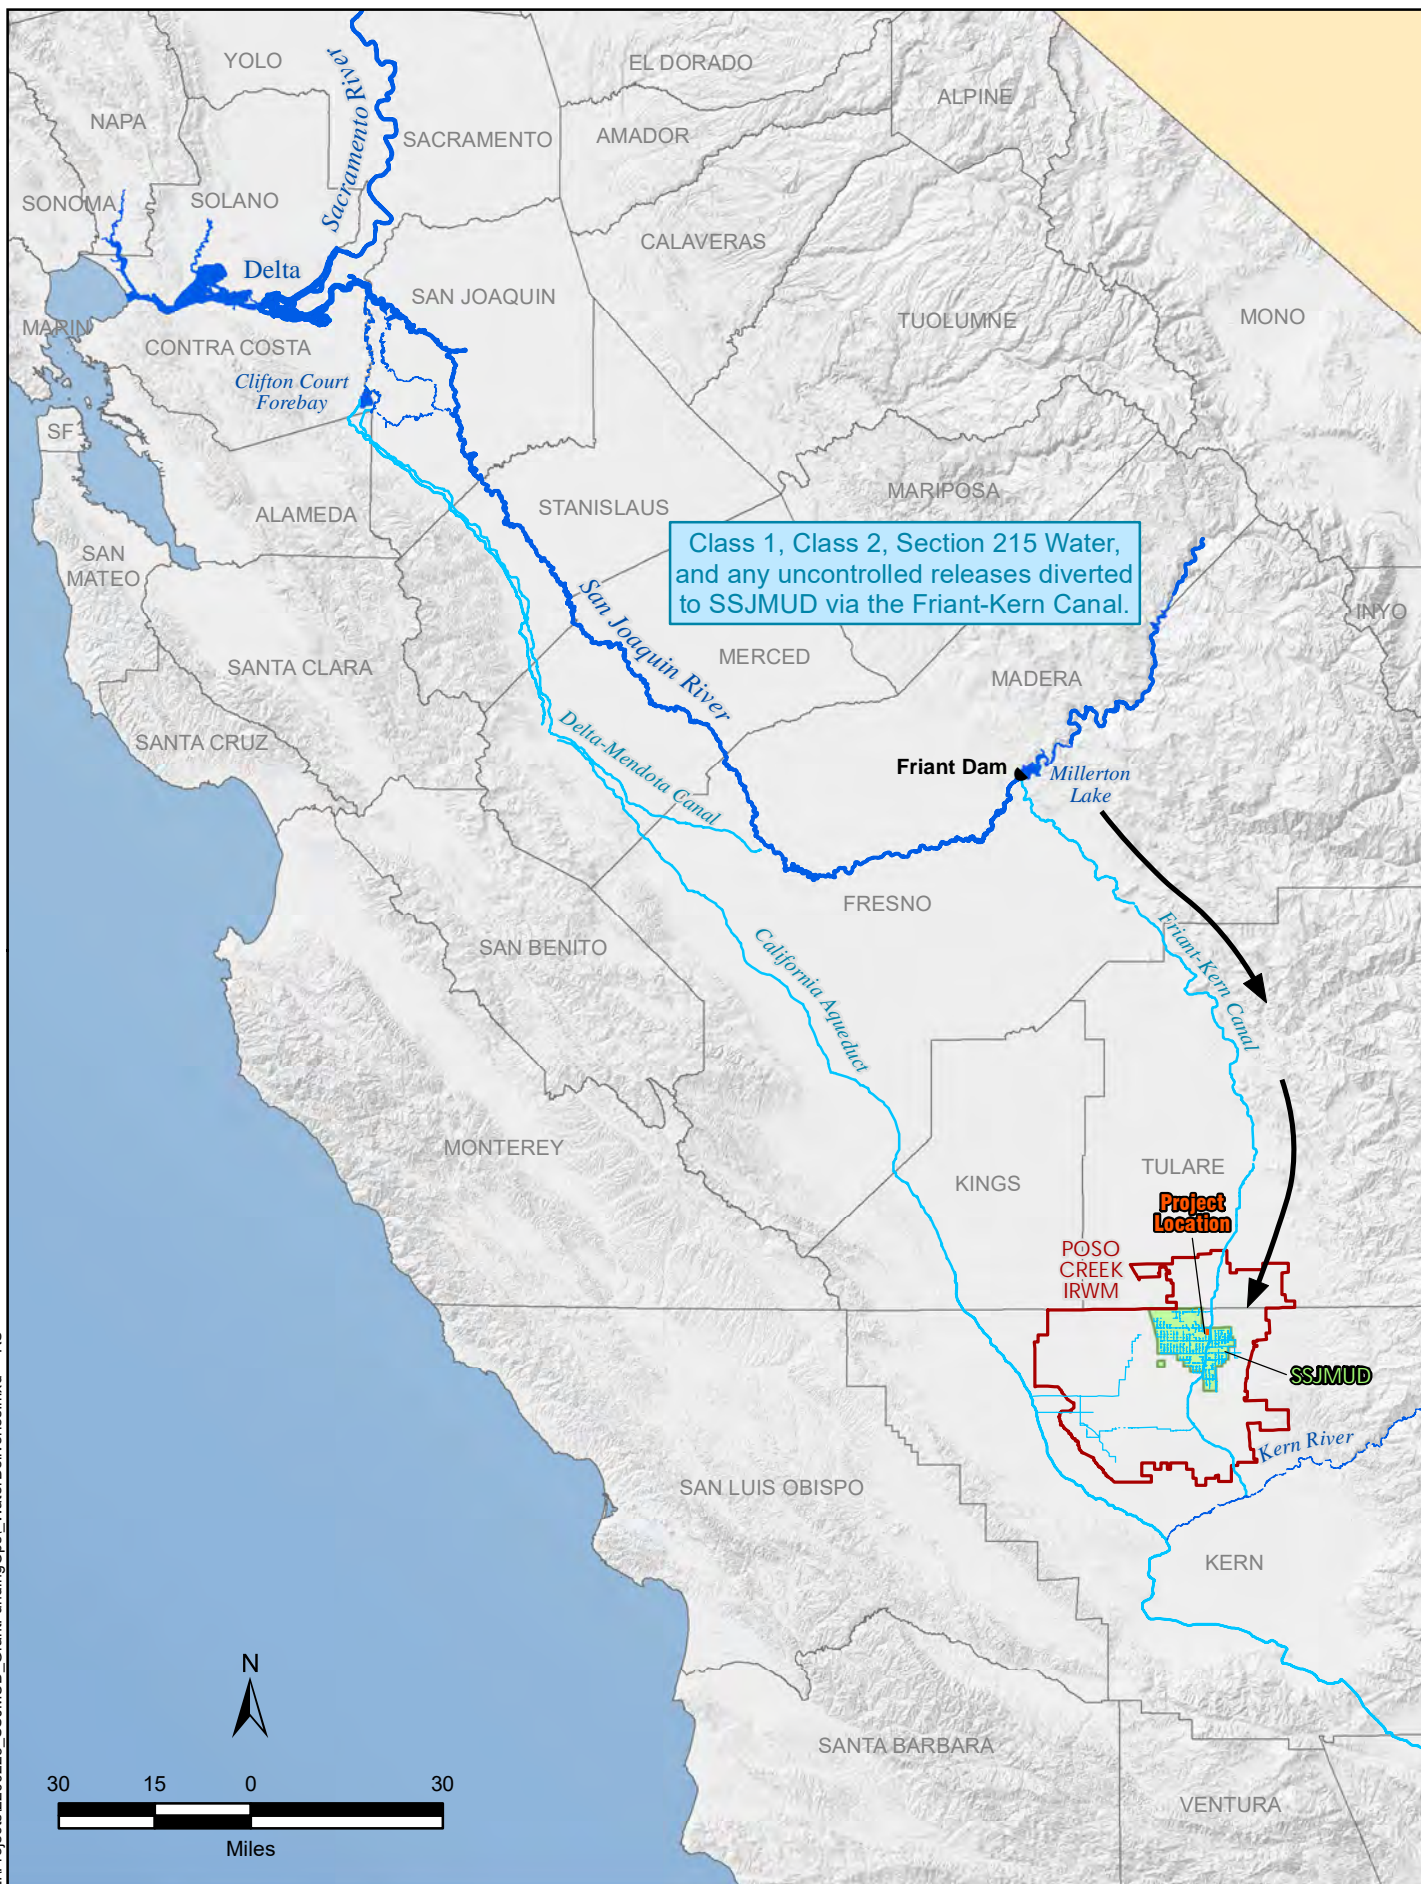 YOLO
EL DORADO
ALPINE
NAPA
Sacramento River
SACRAMENTO
AMADOR
SONOMA
SOLANO
CALAVERAS
Delta
SAN JOAQUIN
TUOLUMNE
MONO
MARIN
CONTRA COSTA
Clifton Court
Forebay
SF
MARIPOSA
STANISLAUS
ALAMEDA
Class 1, Class 2, Section 215 Water,
and any uncontrolled releases diverted
to SSJMUD via the Friant-Kern Canal.
SAN
MATEO
INYO
San Joaquin River
MERCED
SANTA CLARA
MADERA
SANTA CRUZ
Delta-Mendota Canal
Friant Dam
Millerton
Lake
FRESNO
SAN BENITO
California Aqueduct
Friant-Kern Canal
MONTEREY
KINGS
TULARE
Project
Location
POSO
CREEK
IRWM
SSJMUD
Kern River
SAN LUIS OBISPO
KERN
N
SANTA BARBARA
VENTURA
30 15 0 30
Miles